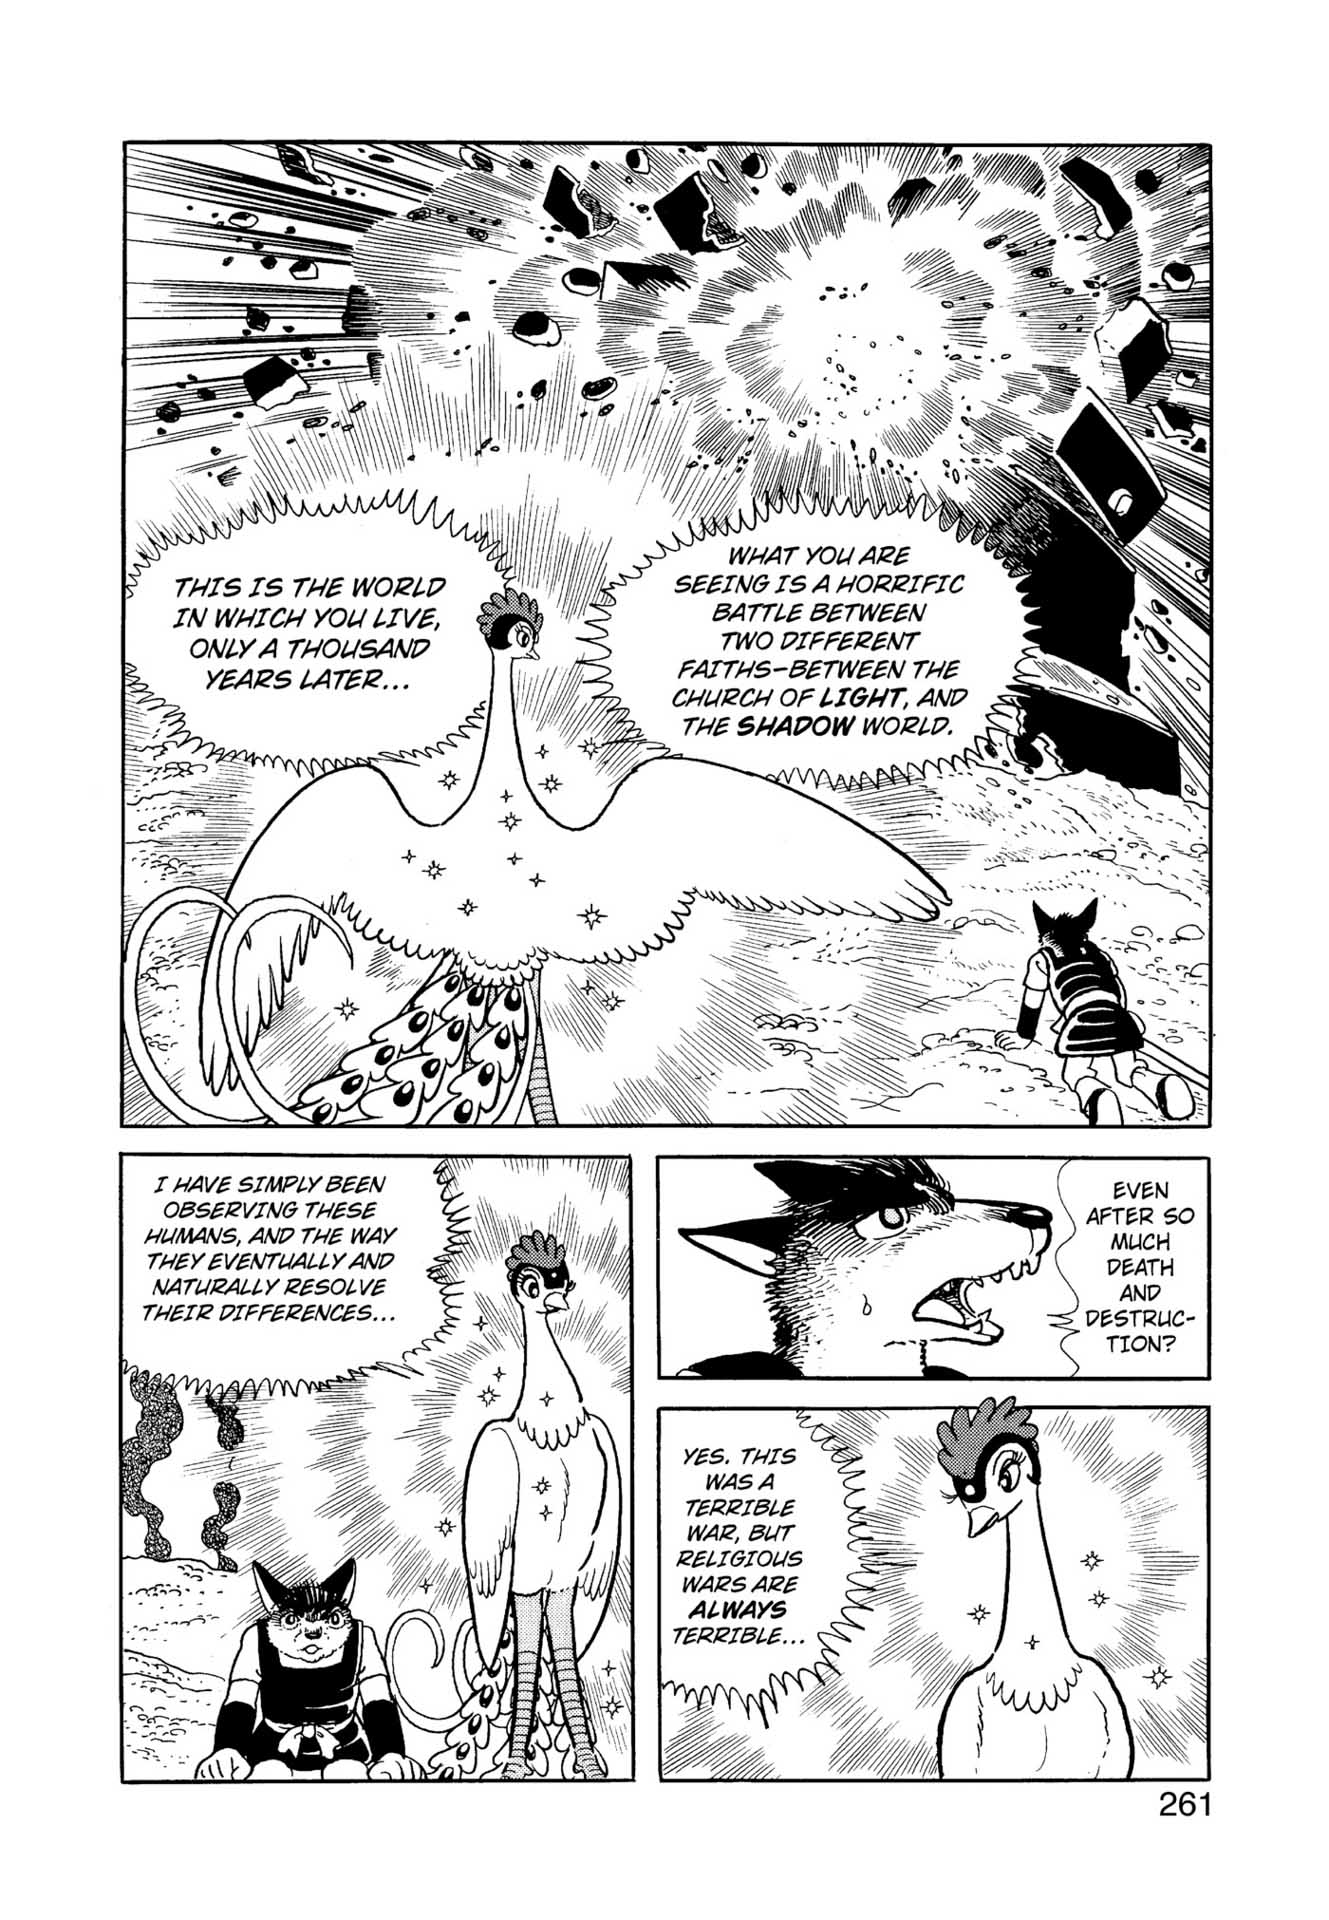 THIS IS THE WORLD
IN WHICH YOU LIVE,
ONLY A THOUSAND
YEARS LATER...
WHAT YOU ARE
SEEING IS A HORRIFIC
BATTLE BETWEEN
TWO DIFFERENT
FAITHS–BETWEEN THE
CHURCH OF LIGHT, AND
THE SHADOW WORLD.
I HAVE SIMPLY BEEN
OBSERVING THESE
HUMANS, AND THE WAY
THEY EVENTUALLY AND
NATURALLY RESOLVE
THEIR DIFFERENCES...
EVEN
AFTER SO
MUCH
DEATH
AND
DESTRUC-
TION?
YES. THIS
WAS A
TERRIBLE
WAR, BUT
RELIGIOUS
WARS ARE
ALWAYS
TERRIBLE...
261